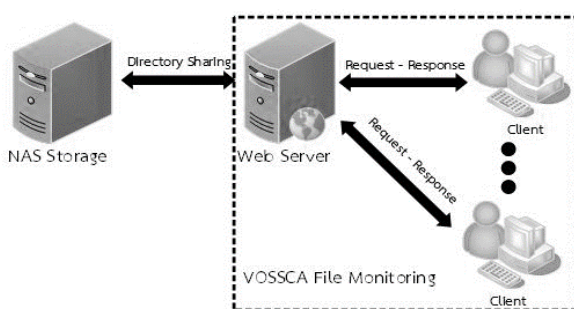 Directory Sharing
Request - Response
NAS Storage
Web Server
Client
Request - Response
VOSSCA File Monitoring
Client